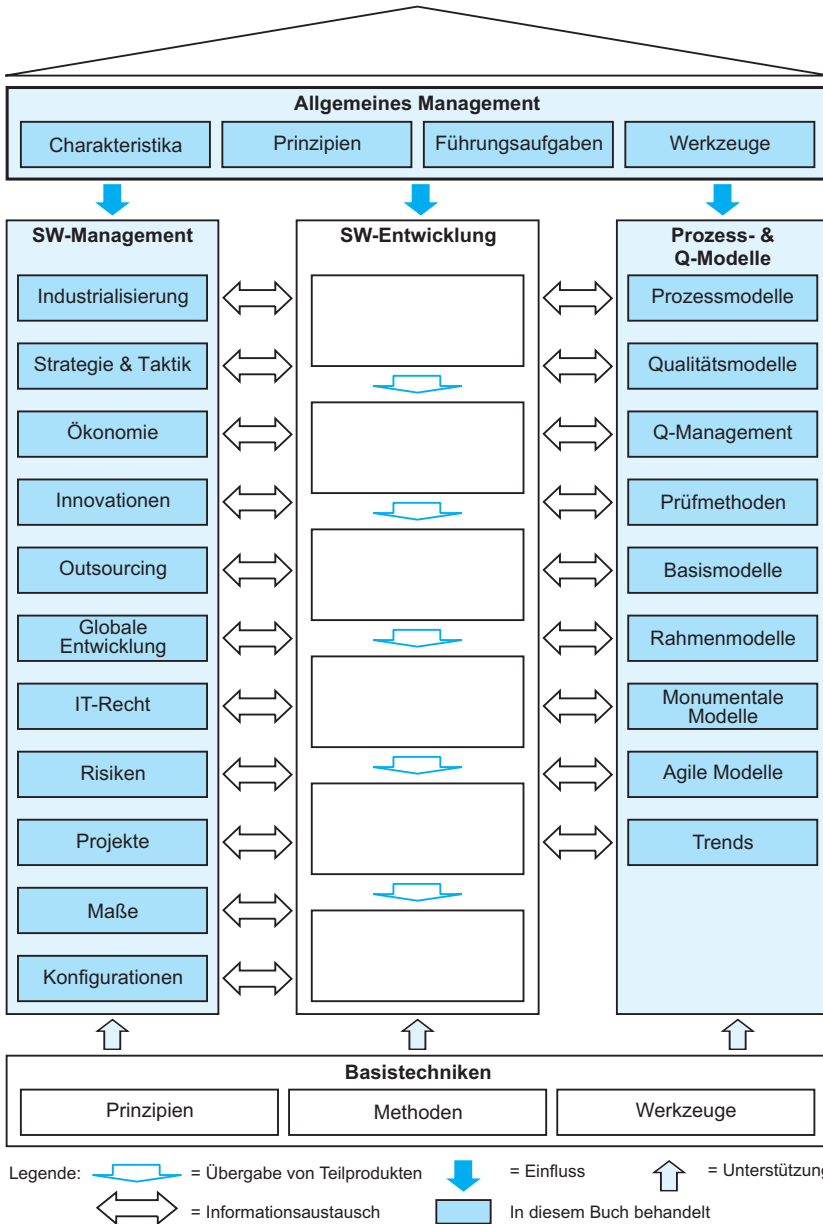 Allgemeines Management
Charakteristika
Prinzipien
Führungsaufgaben
Werkzeuge
SW-Management
Industrialisierung
Strategie & Taktik
Ökonomie
Innovationen
Outsourcing
Globale
Entwicklung
IT-Recht
Risiken
Projekte
Maße
Konfigurationen
SW-Entwicklung
Prozess- &
Q-Modelle
Prozessmodelle
Qualitätsmodelle
Q-Management
Prüfmethoden
Basismodelle
Rahmenmodelle
Monumentale
Modelle
Agile Modelle
Trends
Basistechniken
Prinzipien
Methoden
Werkzeuge
Legende:
= Übergabe von Teilprodukten
= Einfluss
= Unterstützung
= Informationsaustausch
In diesem Buch behandelt